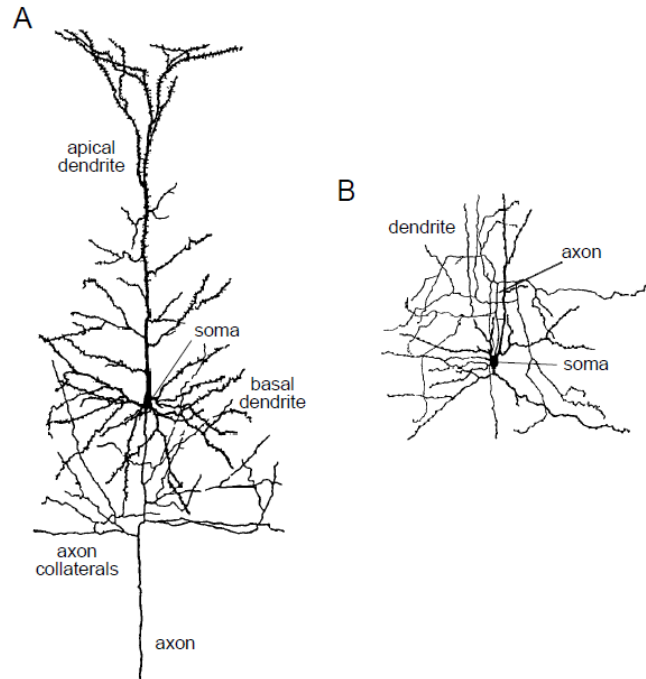 A
apical
dendrite
soma
basal
dendrite
axon
collaterals
axon
B
dendrite
axon
soma